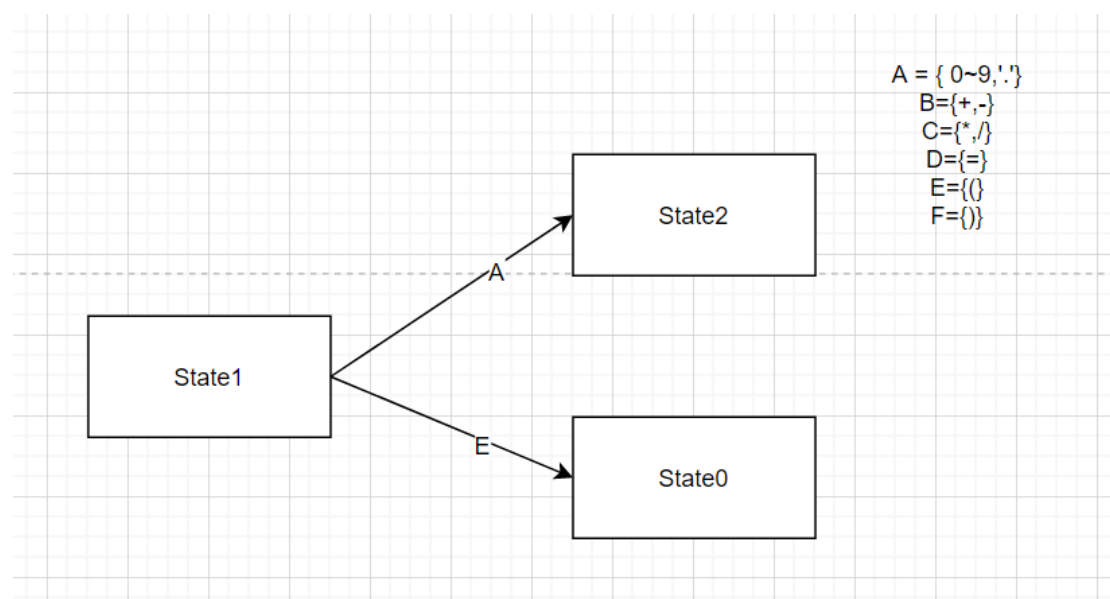 A = { 0~9,'.'}
B={+,-}
C={*,/}
D={=}
E={(}
F={)}
State2
A
State1
E
State0